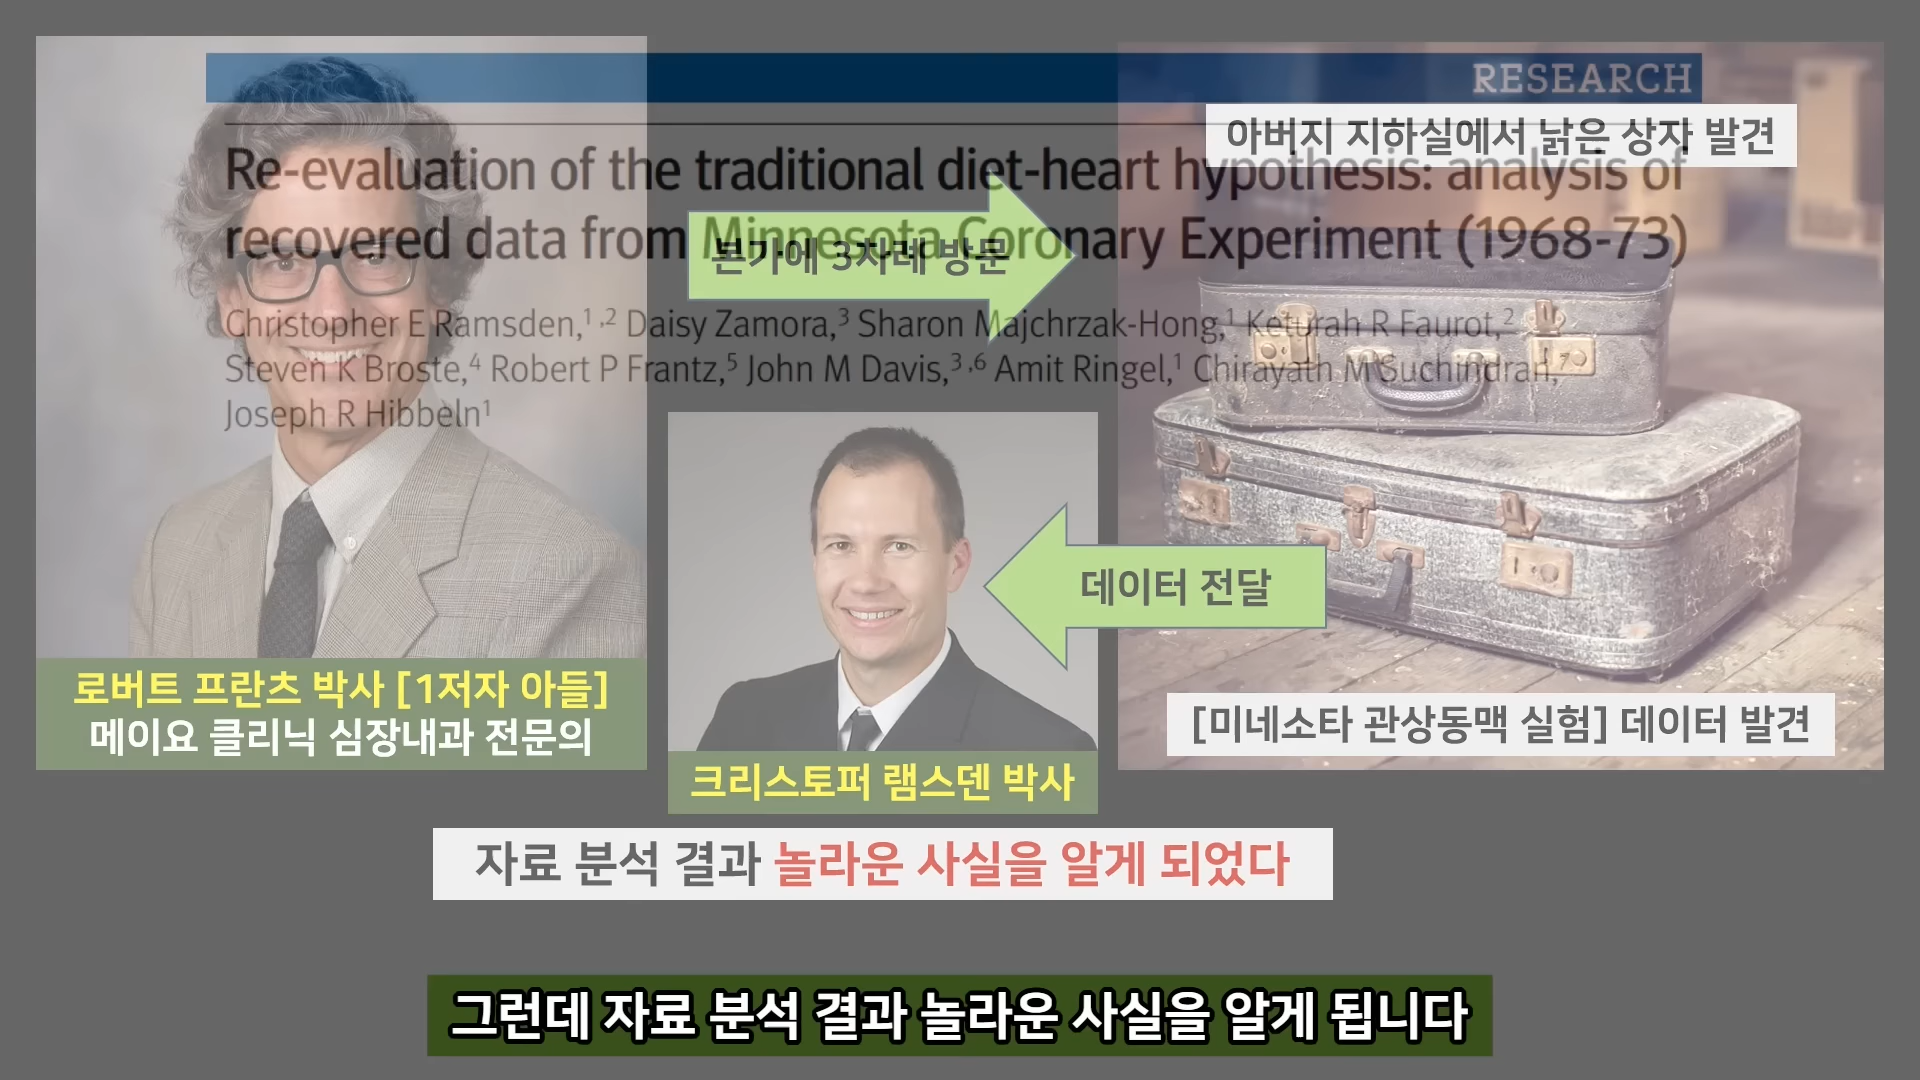 RESEARCH
아버지 지하실에서 낡은 상자 발견
Re-evaluation of the traditional diet-heart hypothesis: analysis of
recovered data from Minnesota Coronary Experiment (1968-73)
본가에 3차례 방문
Christopher E Ramsden,1,2 Daisy Zamora,3 Sharon Majchrzak-Hong,1 Keturah R Faurot,2
Steven K Broste,4 Robert P Frantz,5 John M Davis,3,6 Amit Ringel,1 Chirayath M Suchindran,
Joseph R Hibbeln1
데이터 전달
로버트 프란츠 박사 [1저자 아들]
메이요 클리닉 심장내과 전문의
[미네소타 관상동맥 실험] 데이터 발견
크리스토퍼 램스덴 박사
자료 분석 결과 놀라운 사실을 알게 되었다
그런데 자료 분석 결과 놀라운 사실을 알게 됩니다